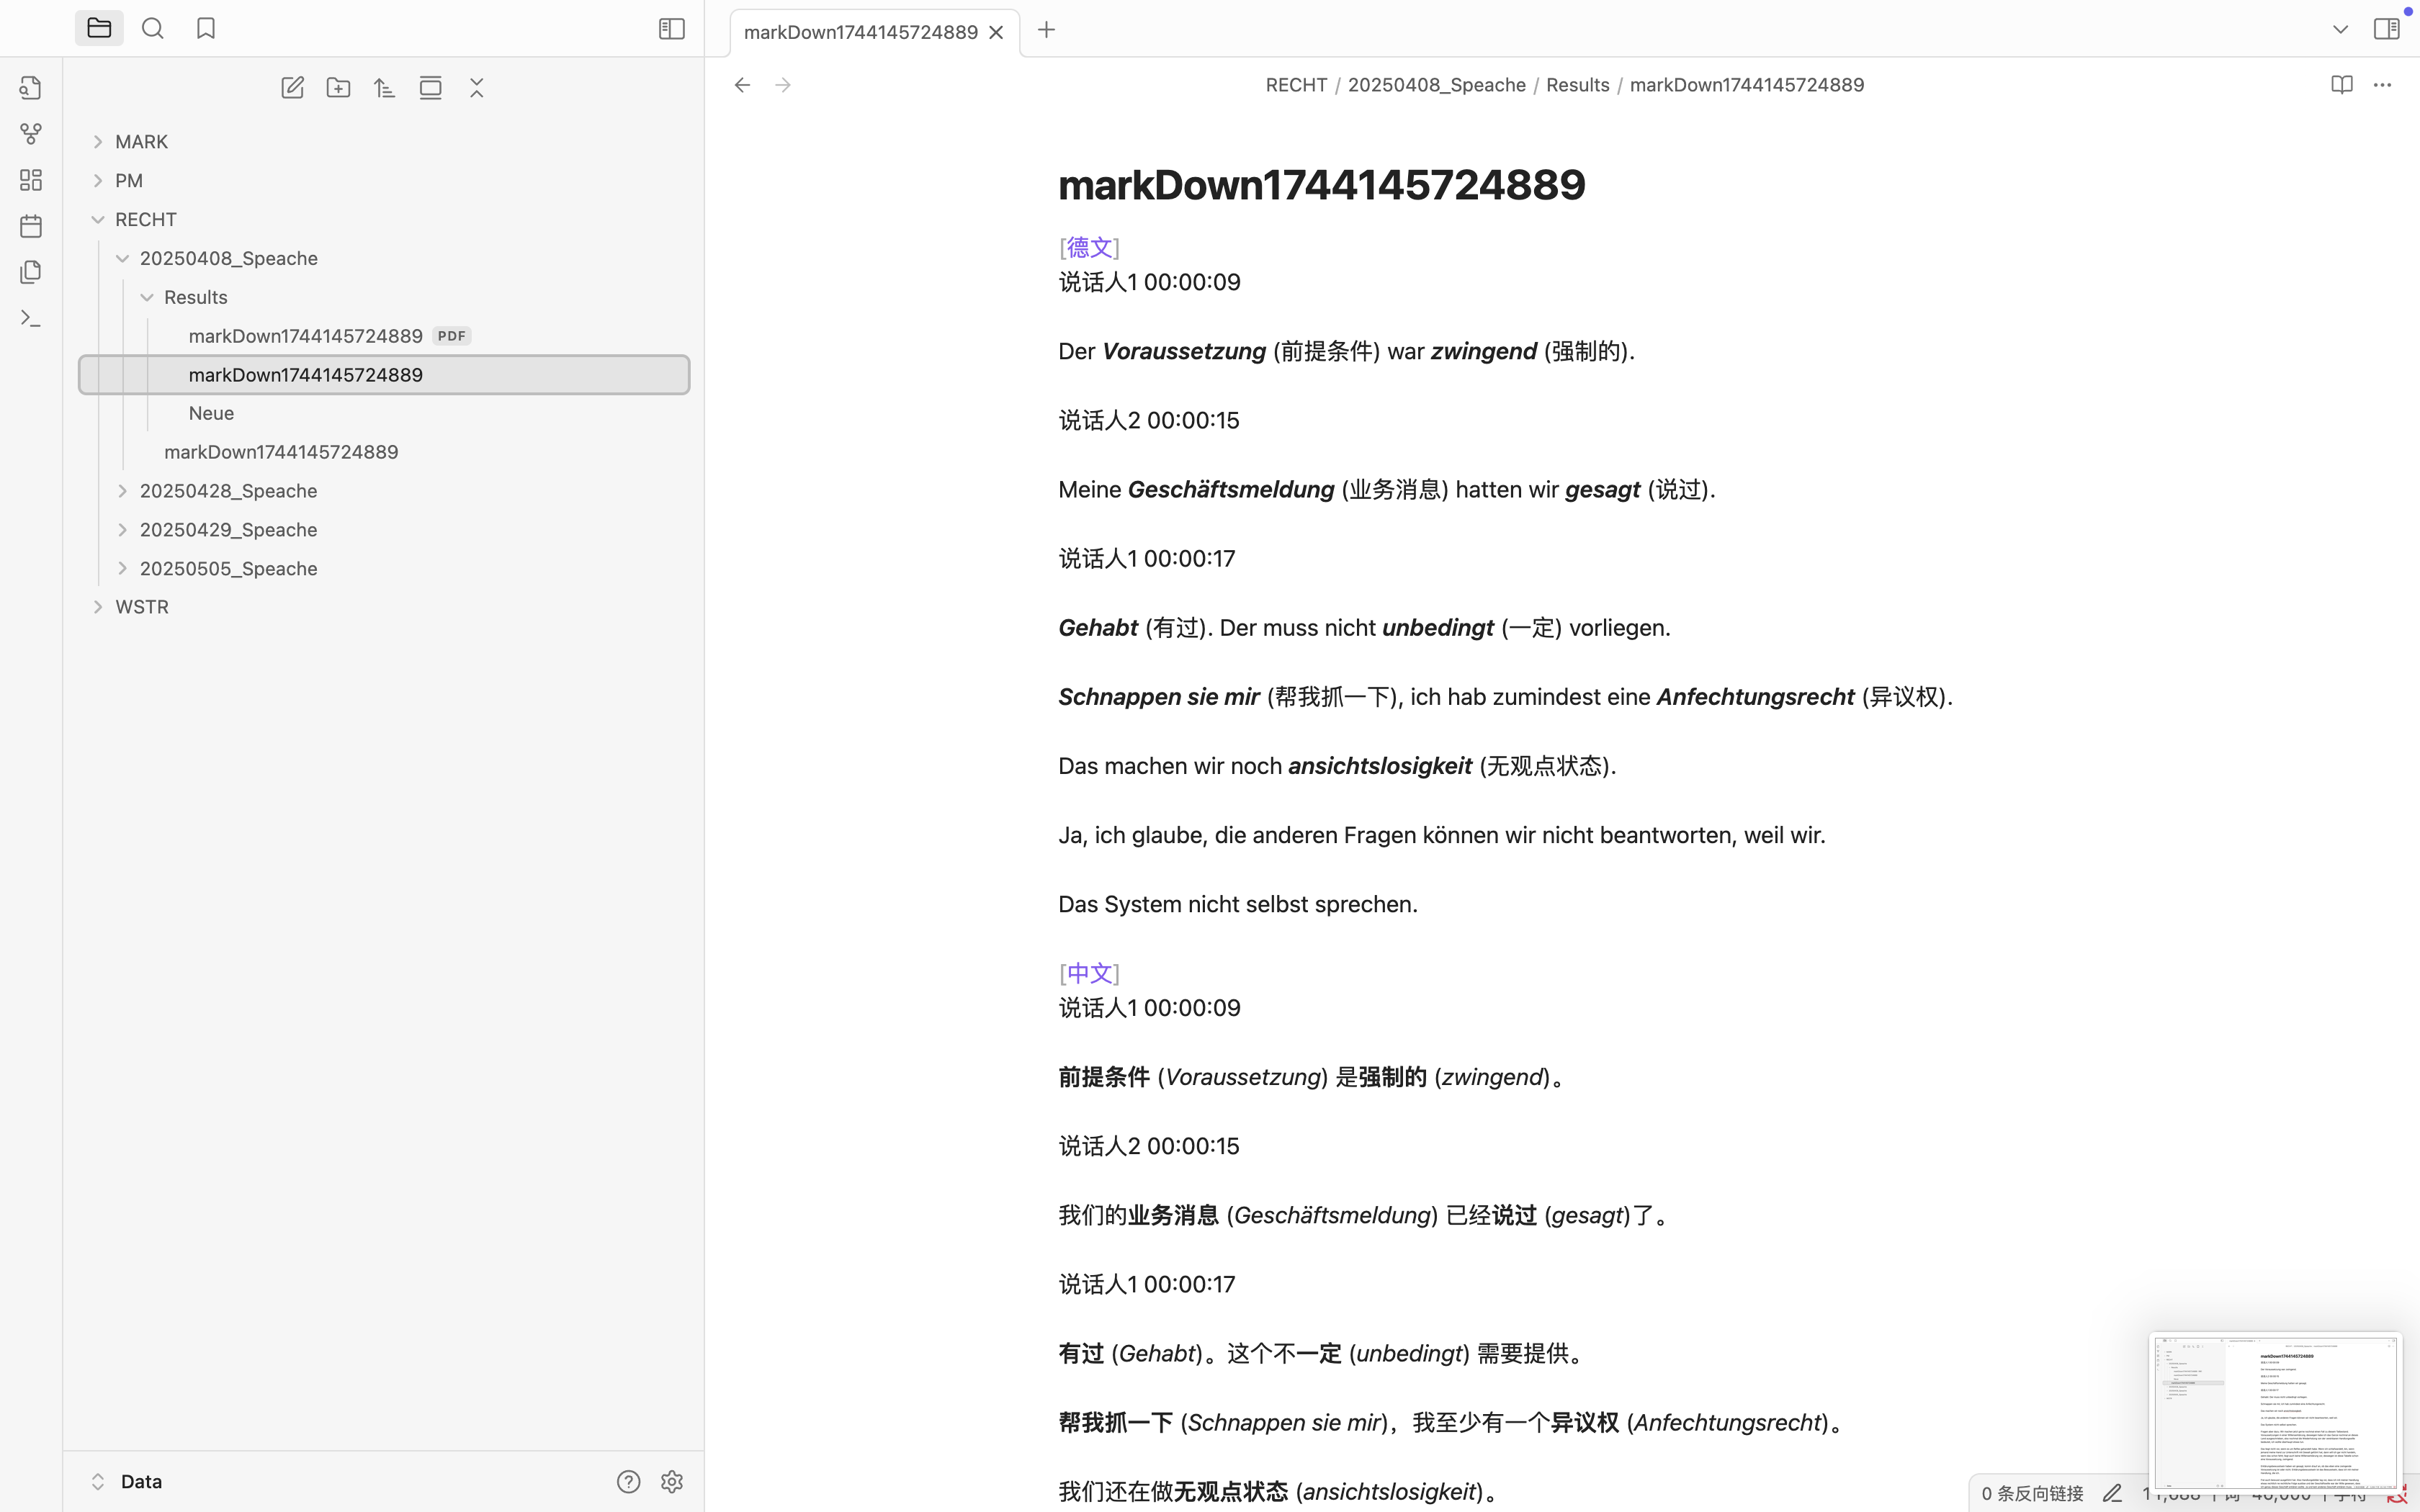 markDown1744145724889
RECHT / 20250408_Speache / Results / markDown1744145724889
MARK
PM
RECHT
20250408_Speache
Results
markDown1744145724889 PDF
markDown1744145724889
Neue
markDown1744145724889
20250428_Speache
20250429_Speache
20250505_Speache
WSTR
Data
markDown1744145724889
[德文]
说话人1 00:00:09
Der Voraussetzung (前提条件) war zwingend (强制的).
说话人2 00:00:15
Meine Geschäftsmeldung (业务消息) hatten wir gesagt (说过).
说话人1 00:00:17
Gehabt (有过). Der muss nicht unbedingt (一定) vorliegen.
Schnappen sie mir (帮我抓一下), ich hab zumindest eine Anfechtungsrecht (异议权).
Das machen wir noch ansichtslosigkeit (无观点状态).
Ja, ich glaube, die anderen Fragen können wir nicht beantworten, weil wir.
Das System nicht selbst sprechen.
[中文]
说话人1 00:00:09
前提条件 (Voraussetzung) 是强制的 (zwingend)。
说话人2 00:00:15
我们的业务消息 (Geschäftsmeldung) 已经说过 (gesagt)了。
说话人1 00:00:17
有过 (Gehabt)。这个不一定 (unbedingt) 需要提供。
帮我抓一下 (Schnappen sie mir)，我至少有一个异议权 (Anfechtungsrecht)。
我们还在做无观点状态 (ansichtslosigkeit)。
0 条反向链接